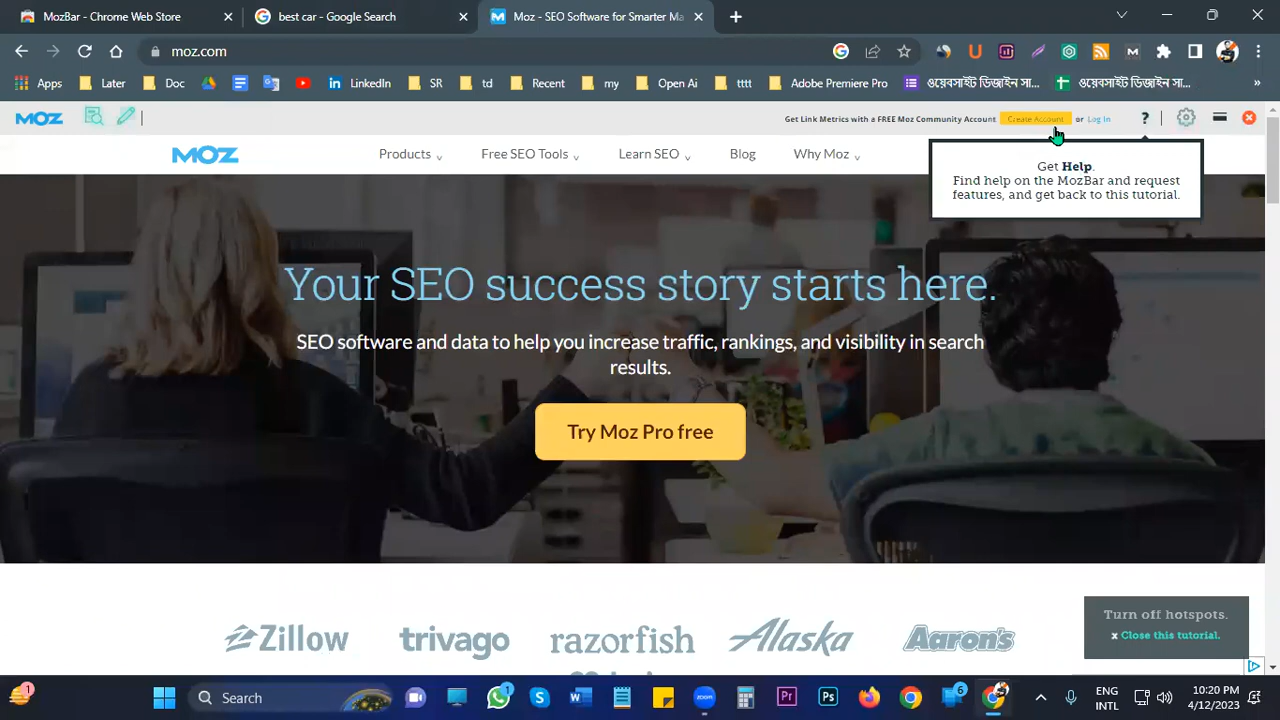 MozBar - Chrome Web Store
best car - Google Search
Moz - SEO Software for Smarter Ma
moz.com
Apps
Later
Doc
LinkedIn
SR
td
Recent
my
Open Ai
tttt
Adobe Premiere Pro
ওয়েবসাইট ডিজাইন সা...
ওয়েবসাইট ডিজাইন সা...
»
MOZ
Get Link Metrics with a FREE Moz Community Account Create Account or Log In
?
MOZ
Products
Free SEO Tools
Learn SEO
Blog
Why Moz
Get Help.
Find help on the MozBar and request
features, and get back to this tutorial.
Your SEO success story starts here.
SEO software and data to help you increase traffic, rankings, and visibility in search
results.
Try Moz Pro free
Zillow
trivago
razorfish
Alaska
Aaron's
Turn off hotspots.
x Close this tutorial.
1
Search
1
6
ENG
INTL
10:20 PM
4/12/2023